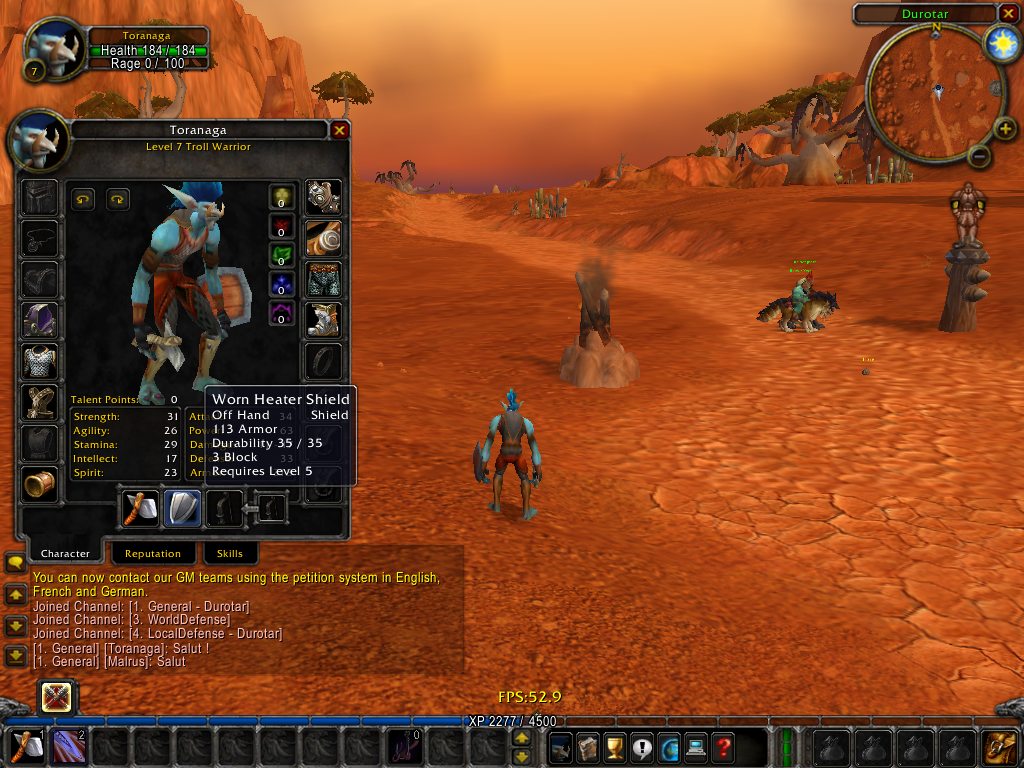 Toranaga
Health 184 / 184
Rage 0 / 100
7
Durotar
N
Toranaga
Level 7 Troll Warrior
0
0
0
0
0
Talent Points: 0
Strength: 31
Agility: 26
Stamina: 29
Intellect: 17
Spirit: 23
Worn Heater Shield
Off Hand Shield
113 Armor
Durability 35 / 35
3 Block
Requires Level 5
Character
Reputation
Skills
You can now contact our GM teams using the petition system in English,
French and German.
Joined Channel: [1. General - Durotar]
Joined Channel: [3. WorldDefense]
Joined Channel: [4. LocalDefense - Durotar]
[1. General] [Toranaga]: Salut !
[1. General] [Malrus]: Salut
FPS:52.9
XP 2277 / 4500
1
2
0